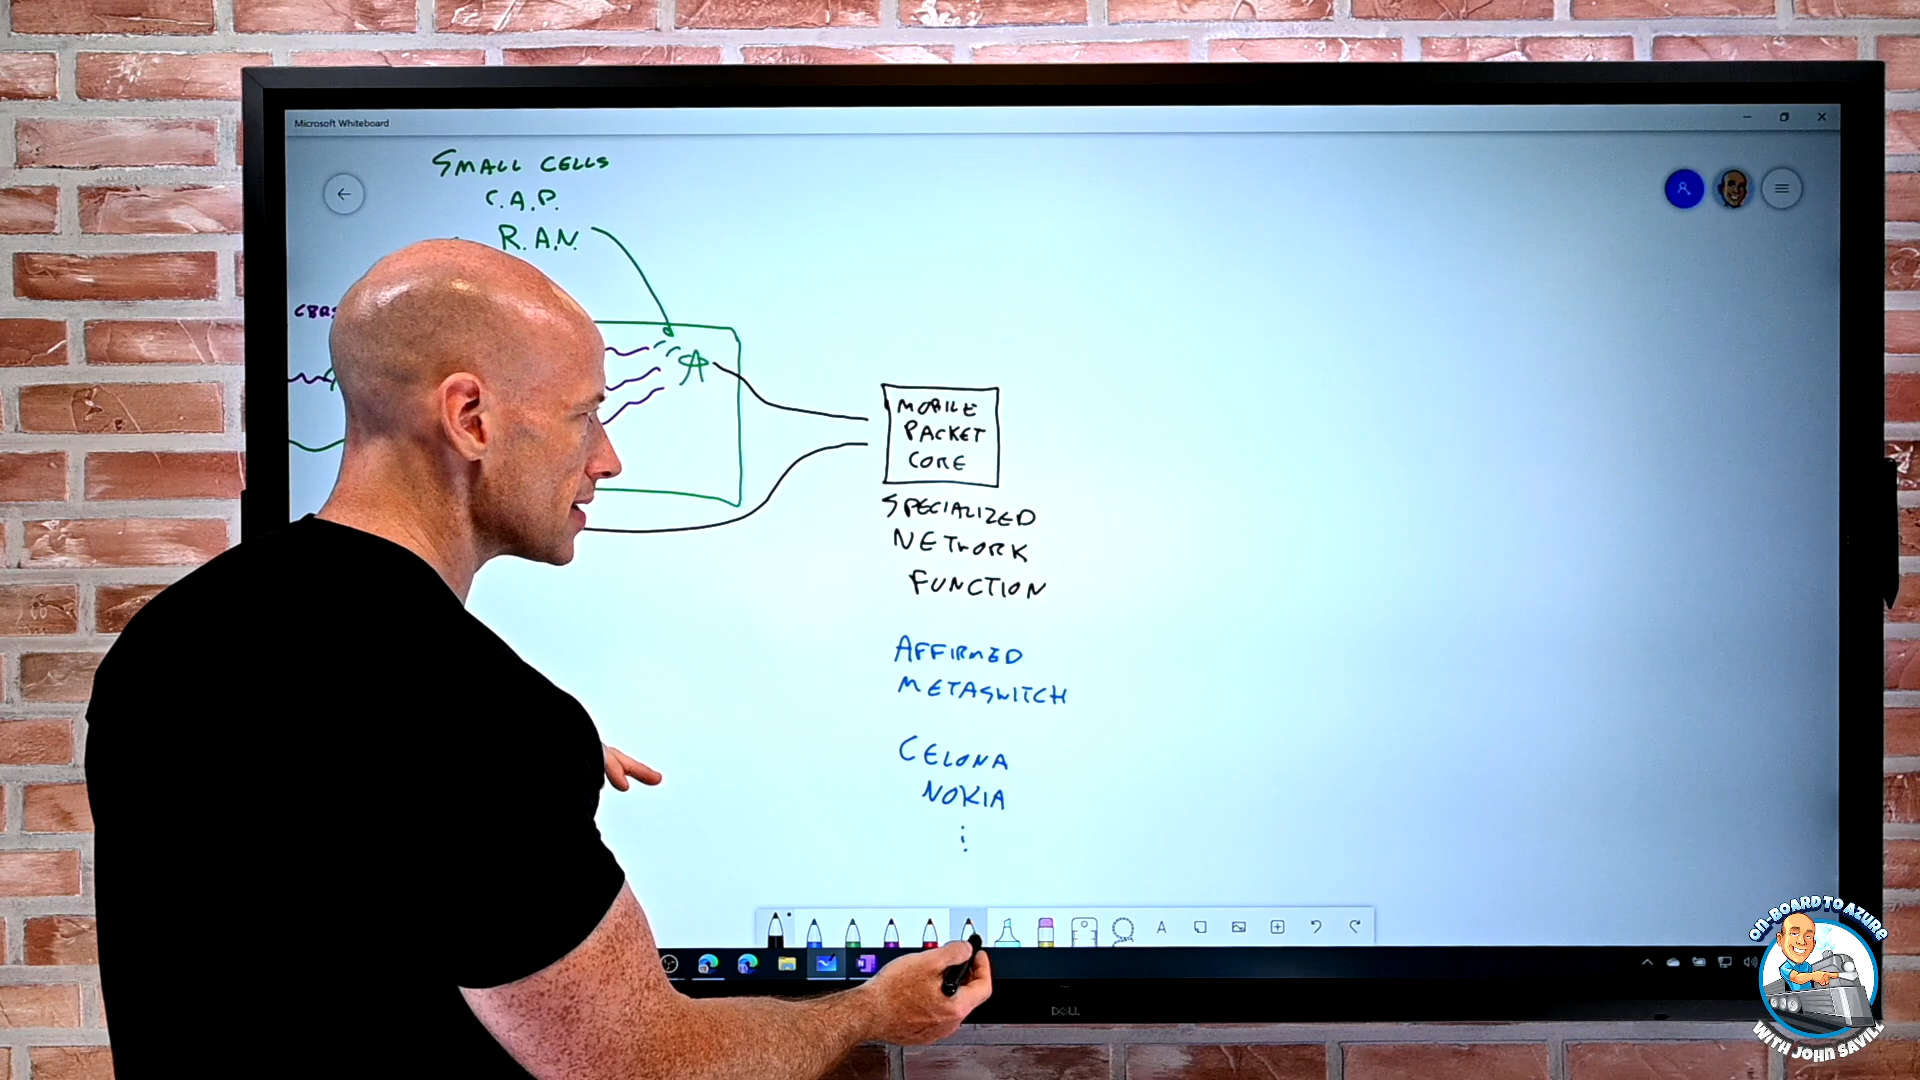 Microsoft Whiteboard
SMALL CELLS
C.A.P.
R.A.N.
MOBILE
PACKET
CORE
SPECIALIZED
NETWORK
FUNCTION
AFFIRMED
METASWITCH
CELONA
NOKIA
DELL
ON-BOARD TO AZURE
WITH JOHN SAVILL